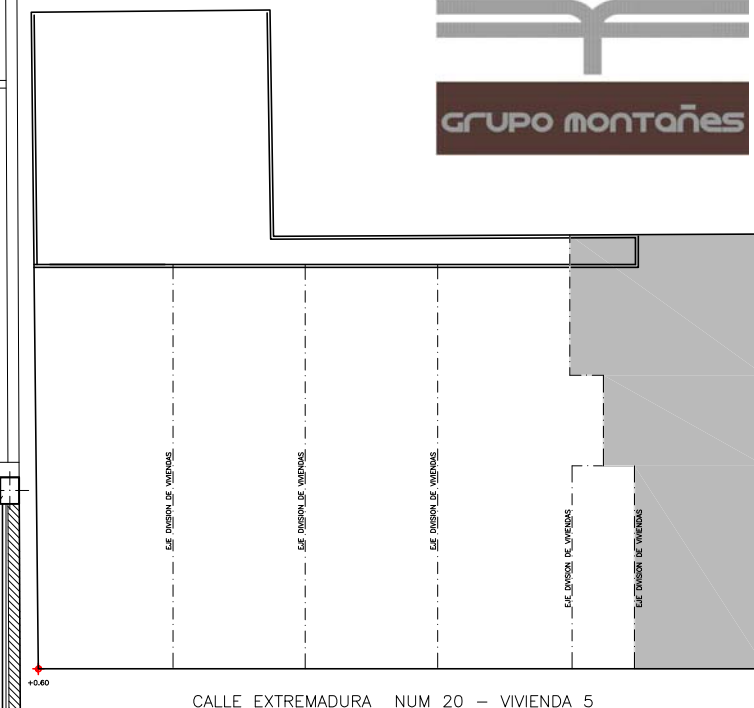 GRUPO MONTAÑES
EJE DIVISION DE VIVIENDAS
EJE DIVISION DE VIVIENDAS
EJE DIVISION DE VIVIENDAS
EJE DIVISION DE VIVIENDAS
EJE DIVISION DE VIVIENDAS
+0.60
CALLE EXTREMADURA NUM 20 – VIVIENDA 5